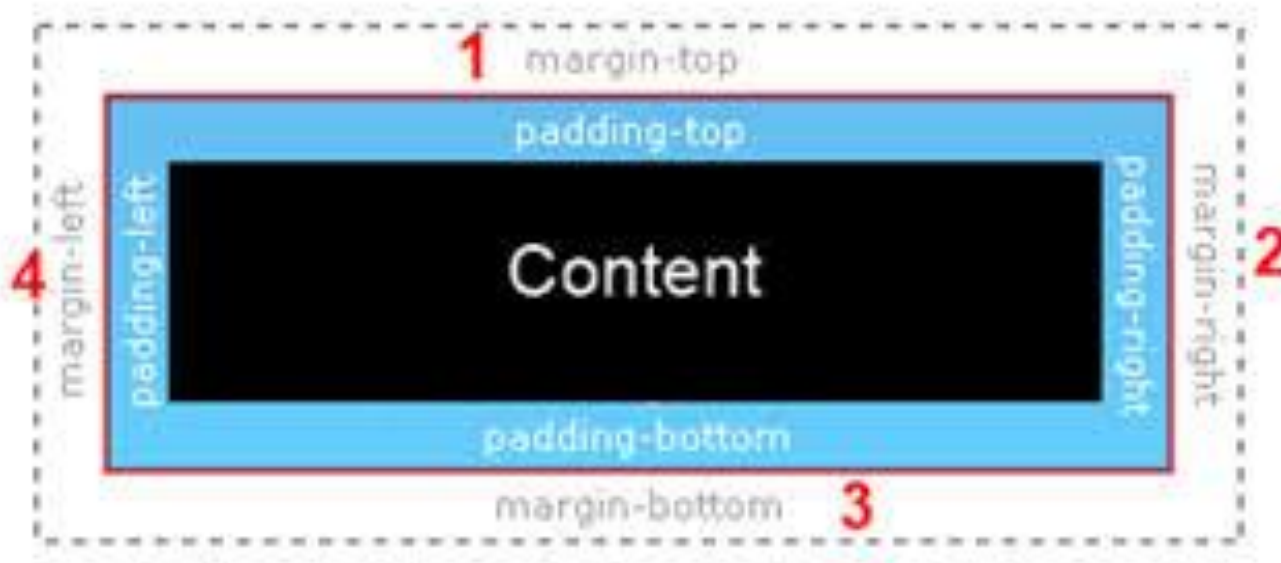 1 margin-top
padding-top
4 margin-left padding-left Content padding-right margin-right 2
padding-bottom
margin-bottom 3